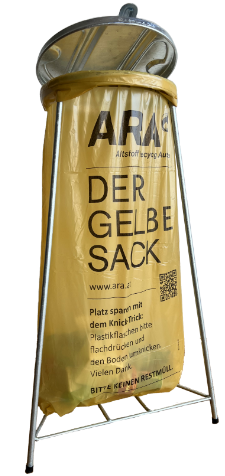 ARA
Altstoff Recycling Austria
DER
GELBE
SACK
www.ara.a
Platz sparen mit
dem Knick-Trick:
Plastikflaschen bitte
flachdrücken und
den Boden umknicken.
Vielen Dank.
BITTE KEINEN RESTMÜLL.